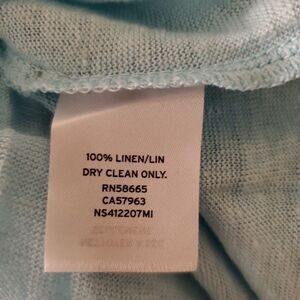 100% LINEN/LIN
DRY CLEAN ONLY.
RN58665
CA57963
NS412207MI